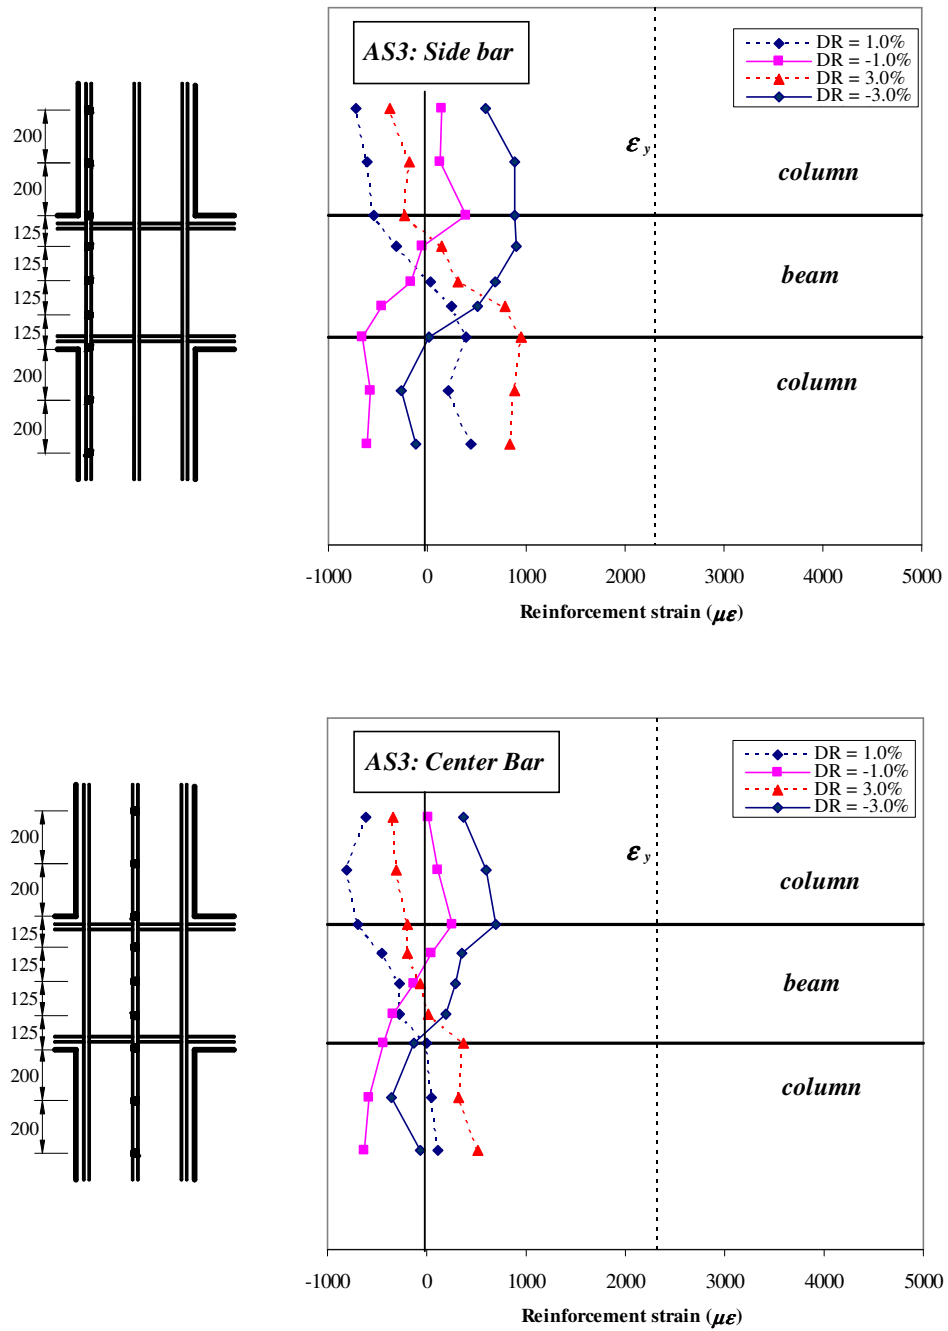 AS3: Side bar
DR = 1.0%
DR = -1.0%
DR = 3.0%
DR = -3.0%
εy
column
beam
column
200
200
125
125
125
125
200
200
-1000 0 1000 2000 3000 4000 5000
Reinforcement strain (με)
AS3: Center Bar
DR = 1.0%
DR = -1.0%
DR = 3.0%
DR = -3.0%
εy
column
beam
column
200
200
125
125
125
125
200
200
-1000 0 1000 2000 3000 4000 5000
Reinforcement strain (με)